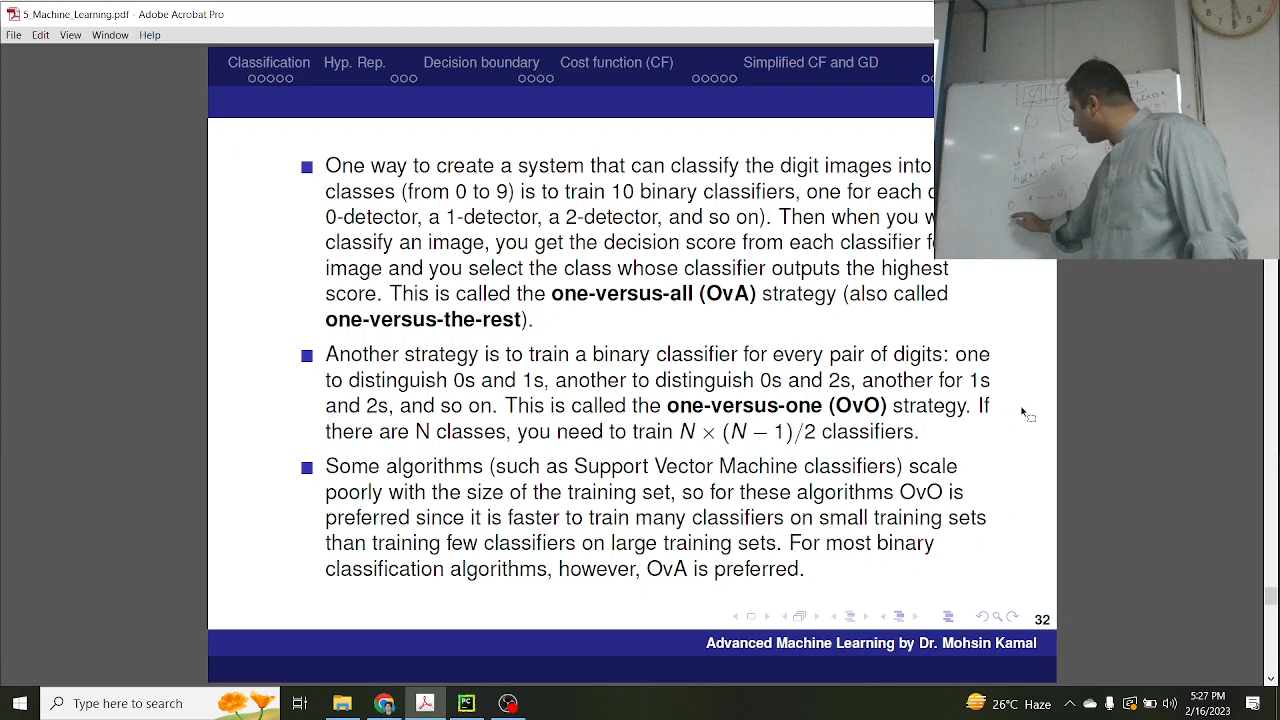 5_Machine_Learning.pdf - Adobe Acrobat Pro
File Edit View Window Help
Classification Hyp. Rep. Decision boundary Cost function (CF) Simplified CF and GD
One way to create a system that can classify the digit images into
classes (from 0 to 9) is to train 10 binary classifiers, one for each
0-detector, a 1-detector, a 2-detector, and so on). Then when you
classify an image, you get the decision score from each classifier
image and you select the class whose classifier outputs the highest
score. This is called the one-versus-all (OvA) strategy (also called
one-versus-the-rest).
Another strategy is to train a binary classifier for every pair of digits: one
to distinguish 0s and 1s, another to distinguish 0s and 2s, another for 1s
and 2s, and so on. This is called the one-versus-one (OvO) strategy. If
there are N classes, you need to train N × (N − 1)/2 classifiers.
Some algorithms (such as Support Vector Machine classifiers) scale
poorly with the size of the training set, so for these algorithms OvO is
preferred since it is faster to train many classifiers on small training sets
than training few classifiers on large training sets. For most binary
classification algorithms, however, OvA is preferred.
32
Advanced Machine Learning by Dr. Mohsin Kamal
Type here to search
26°C Haze
5:27 PM
2/16/2023